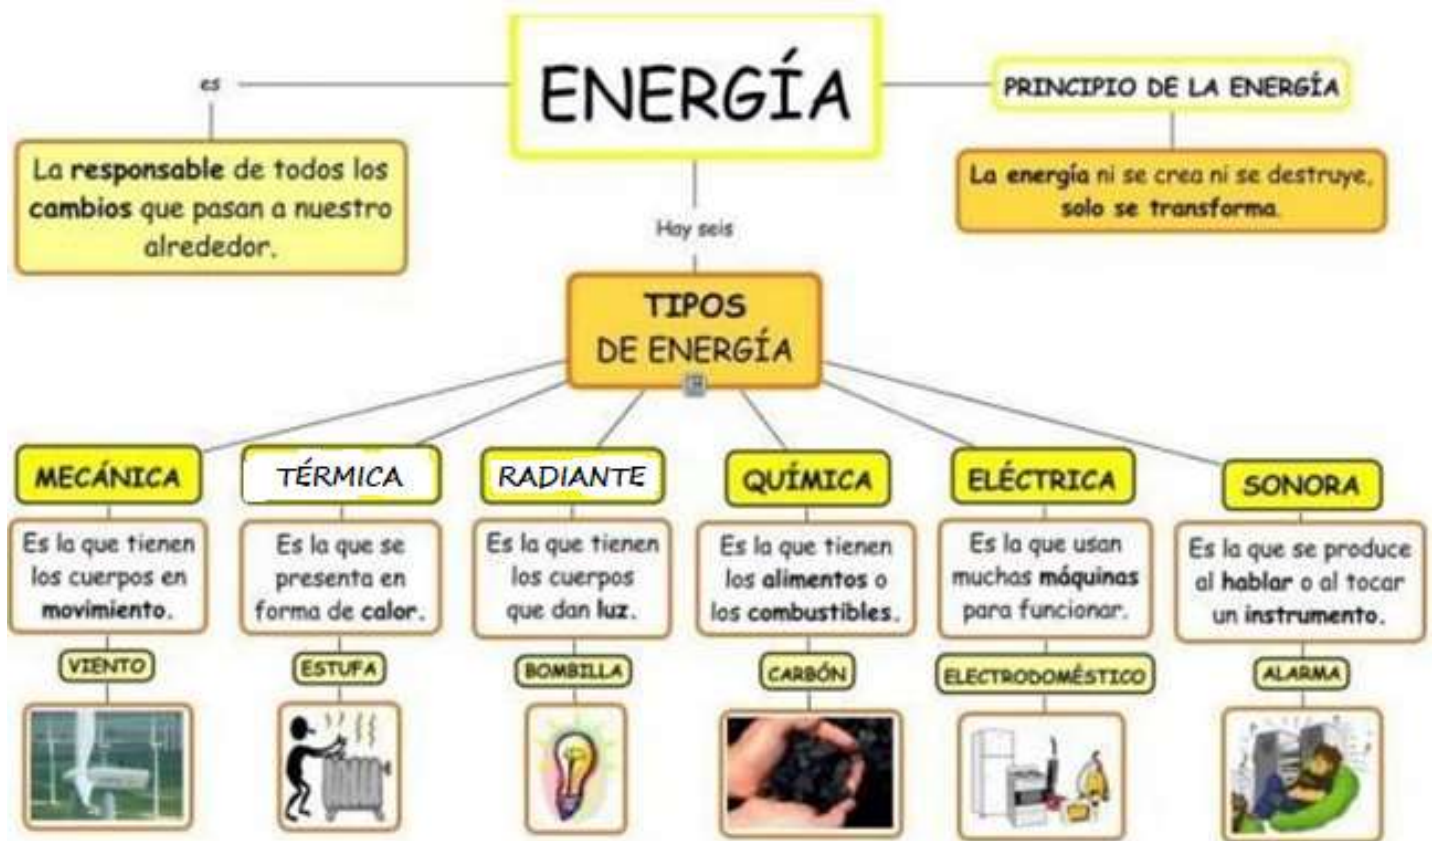 ENERGÍA
es
PRINCIPIO DE LA ENERGÍA
La responsable de todos los
cambios que pasan a nuestro
alrededor.
La energía ni se crea ni se destruye,
solo se transforma.
Hay seis
TIPOS
DE ENERGÍA
MECÁNICA
Es la que tienen
los cuerpos en
movimiento.
VIENTO
TÉRMICA
Es la que se
presenta en
forma de calor.
ESTUFA
RADIANTE
Es la que tienen
los cuerpos
que dan luz.
BOMBILLA
QUÍMICA
Es la que tienen
los alimentos o
los combustibles.
CARBÓN
ELÉCTRICA
Es la que usan
muchas máquinas
para funcionar.
ELECTRODOMÉSTICO
SONORA
Es la que se produce
al hablar o al tocar
un instrumento.
ALARMA